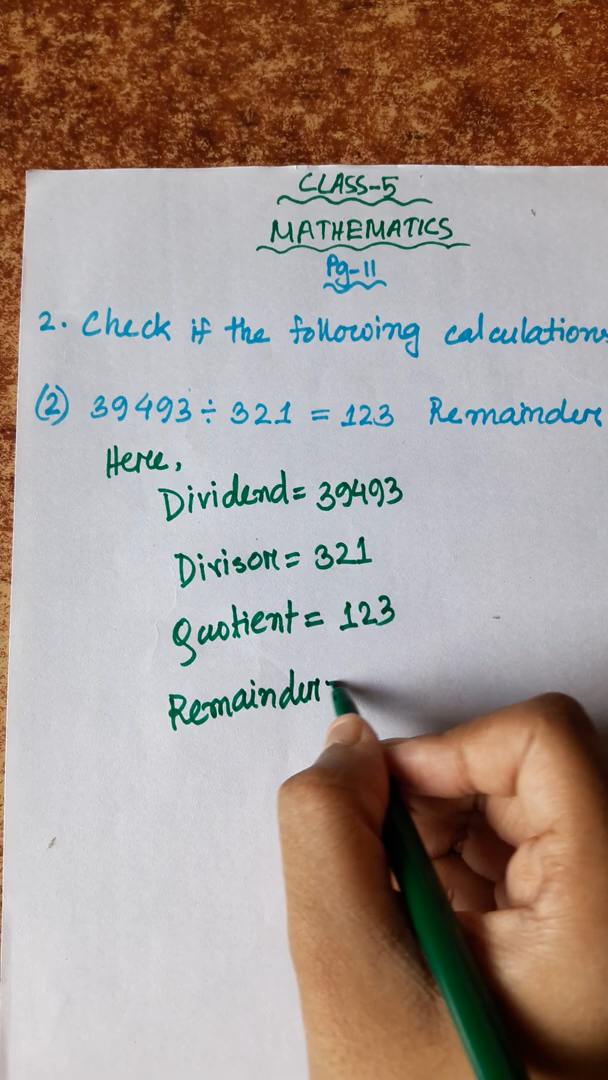 CLASS-5
MATHEMATICS
Pg-11
2. Check if the following calculations
(2) 39493 ÷ 321 = 123 Remainder
Here,
Dividend = 39493
Divisor = 321
Quotient = 123
Remainder